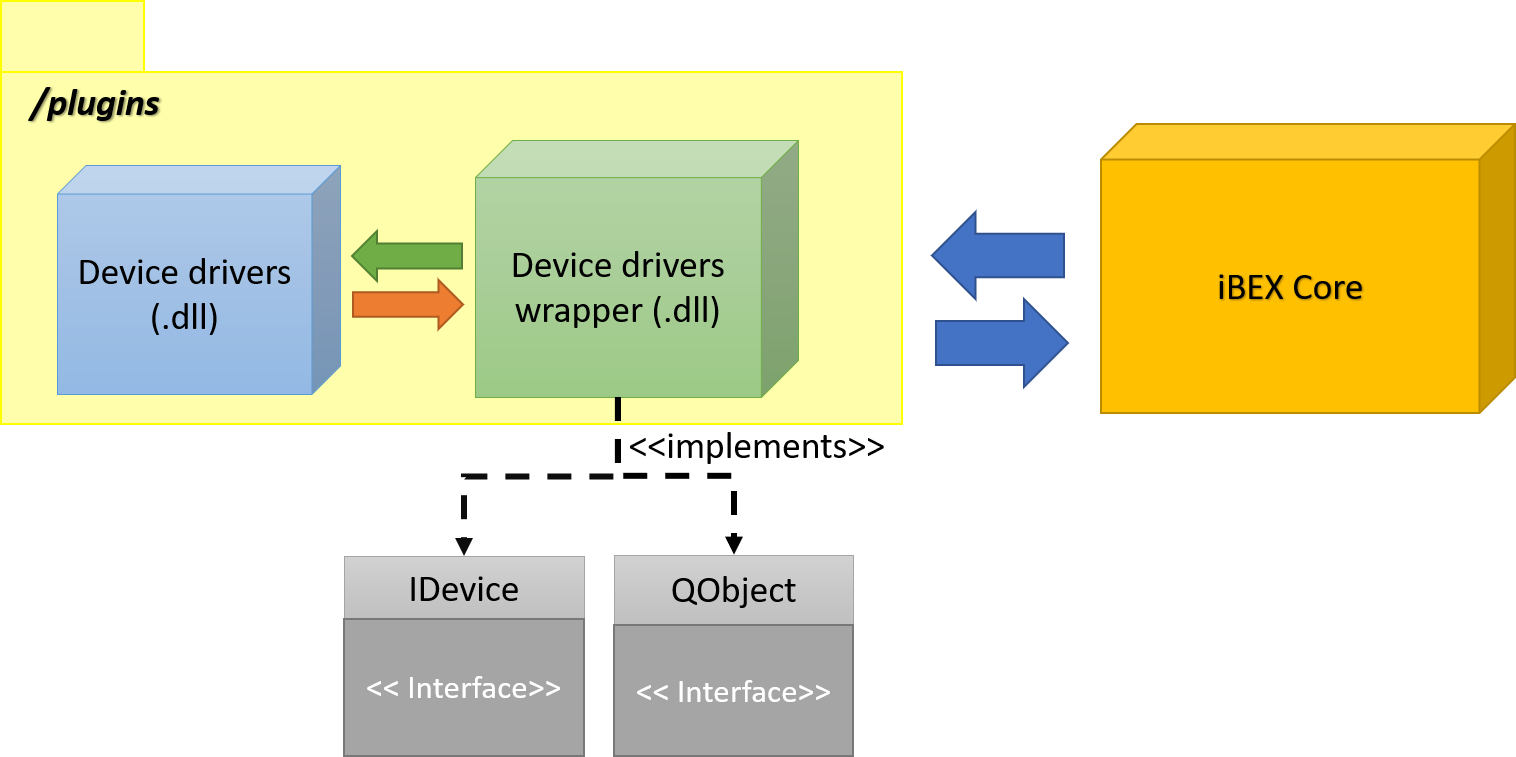 /plugins
Device drivers
(.dll)
Device drivers
wrapper (.dll)
iBEX Core
<<implements>>
IDevice
<< Interface>>
QObject
<< Interface>>